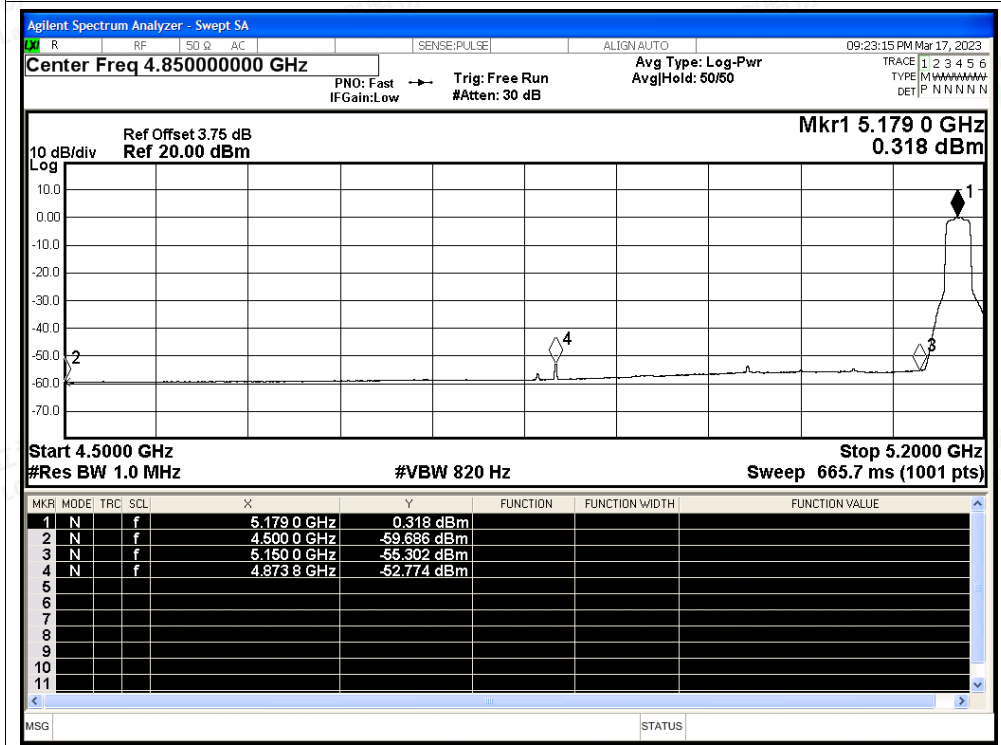 Agilent Spectrum Analyzer - Swept SA
LXI R RF 50 Ω AC SENSE:PULSE ALIGN AUTO 09:23:15 PM Mar 17, 2023
Center Freq 4.850000000 GHz Avg Type: Log-Pwr TRACE 1 2 3 4 5 6
PNO: Fast Trig: Free Run Avg|Hold: 50/50 TYPE M
IFGain:Low #Atten: 30 dB DET P N N N N N
Mkr1 5.179 0 GHz
Ref Offset 3.75 dB
10 dB/div Ref 20.00 dBm 0.318 dBm
Log
10.0
1
0.00
-10.0
-20.0
-30.0
-40.0
4
3
-50.0
2
-60.0
-70.0
Start 4.5000 GHz Stop 5.2000 GHz
#Res BW 1.0 MHz #VBW 820 Hz Sweep 665.7 ms (1001 pts)
MKR MODE TRC SCL X Y FUNCTION FUNCTION WIDTH FUNCTION VALUE
1 N f 5.179 0 GHz 0.318 dBm
2 N f 4.500 0 GHz -59.686 dBm
3 N f 5.150 0 GHz -55.302 dBm
4 N f 4.873 8 GHz -52.774 dBm
5
6
7
8
9
10
11
MSG STATUS